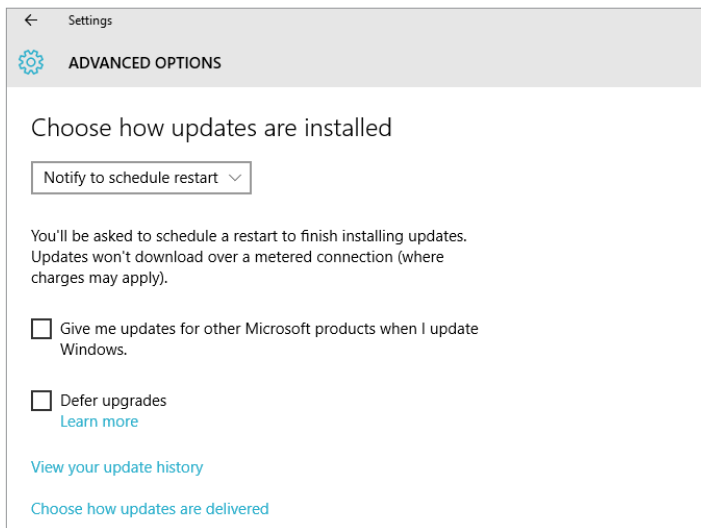 Settings
ADVANCED OPTIONS
Choose how updates are installed
Notify to schedule restart
You'll be asked to schedule a restart to finish installing updates.
Updates won't download over a metered connection (where
charges may apply).
Give me updates for other Microsoft products when I update
Windows.
Defer upgrades
Learn more
View your update history
Choose how updates are delivered